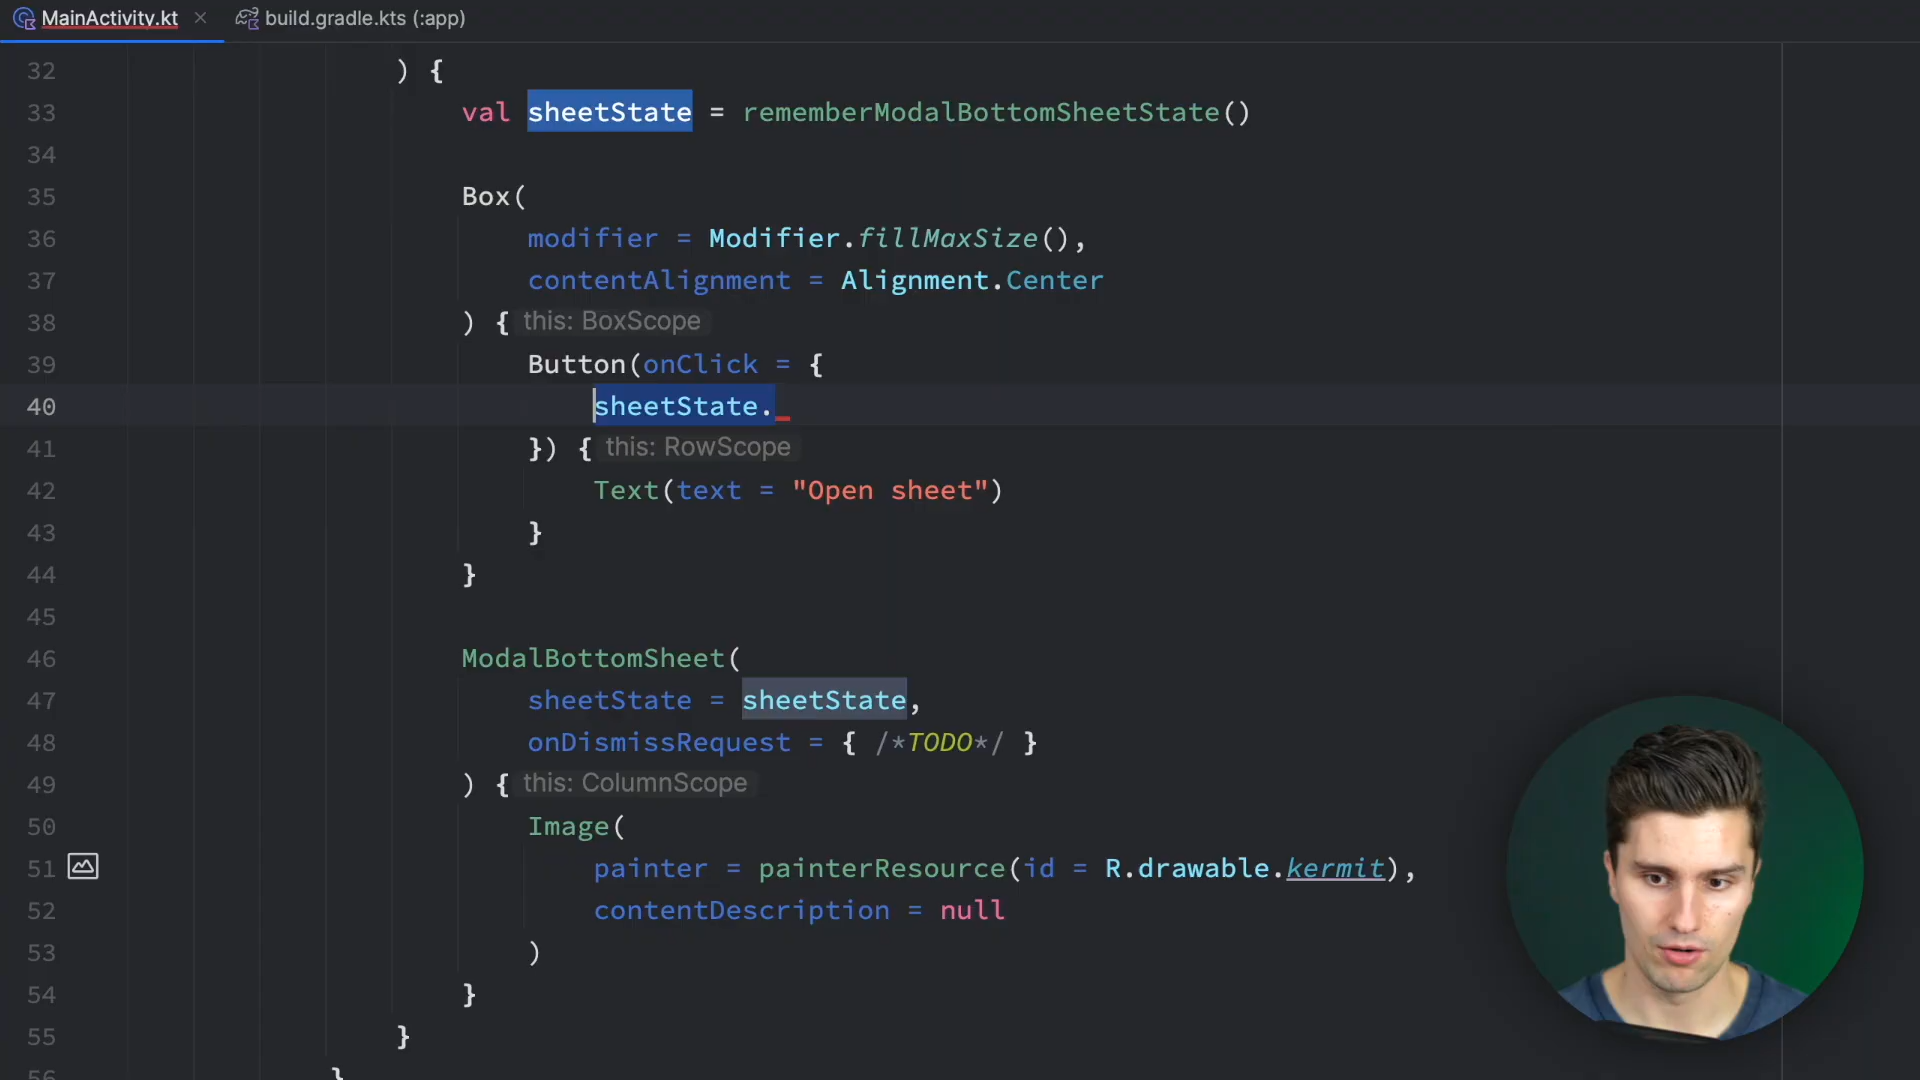 MainActivity.kt build.gradle.kts (:app)
32 ) {
33 val sheetState = rememberModalBottomSheetState()
34
35 Box(
36 modifier = Modifier.fillMaxSize(),
37 contentAlignment = Alignment.Center
38 ) { this: BoxScope
39 Button(onClick = {
40 sheetState.
41 }) { this: RowScope
42 Text(text = "Open sheet")
43 }
44 }
45
46 ModalBottomSheet(
47 sheetState = sheetState,
48 onDismissRequest = { /*TODO*/ }
49 ) { this: ColumnScope
50 Image(
51 painter = painterResource(id = R.drawable.kermit),
52 contentDescription = null
53 )
54 }
55 }
56 }